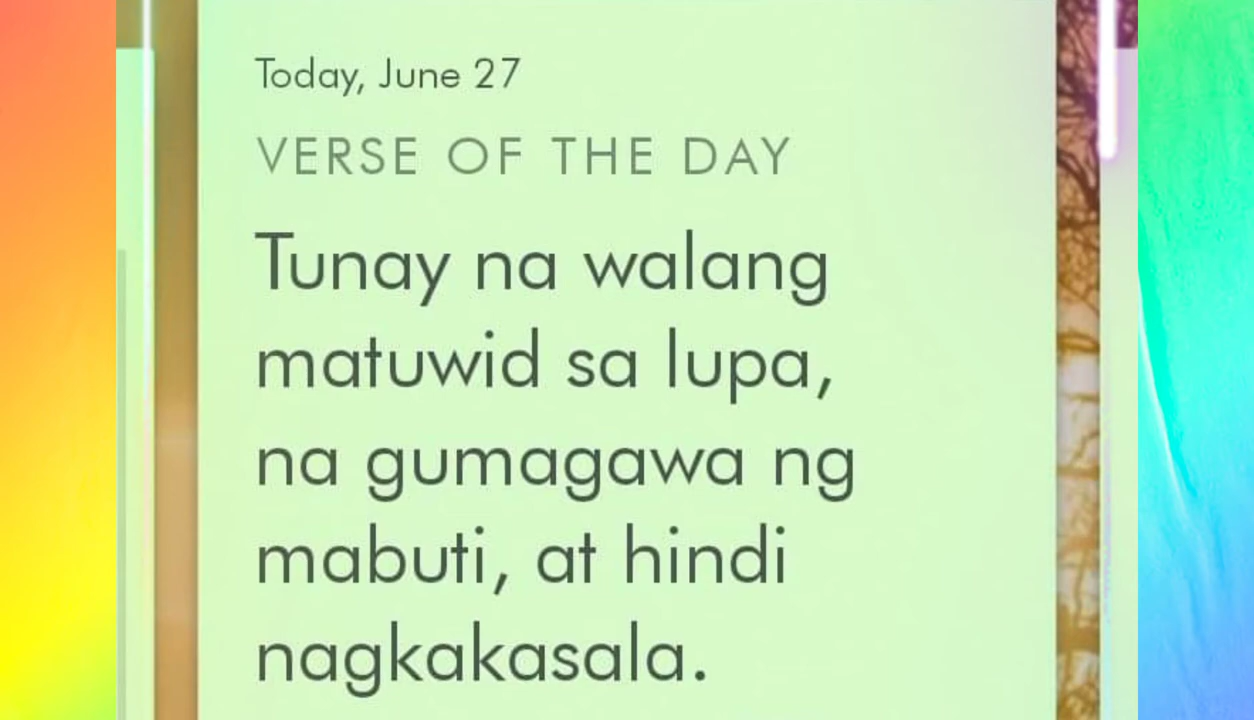 Today, June 27
VERSE OF THE DAY
Tunay na walang
matuwid sa lupa,
na gumagawa ng
mabuti, at hindi
nagkakasala.